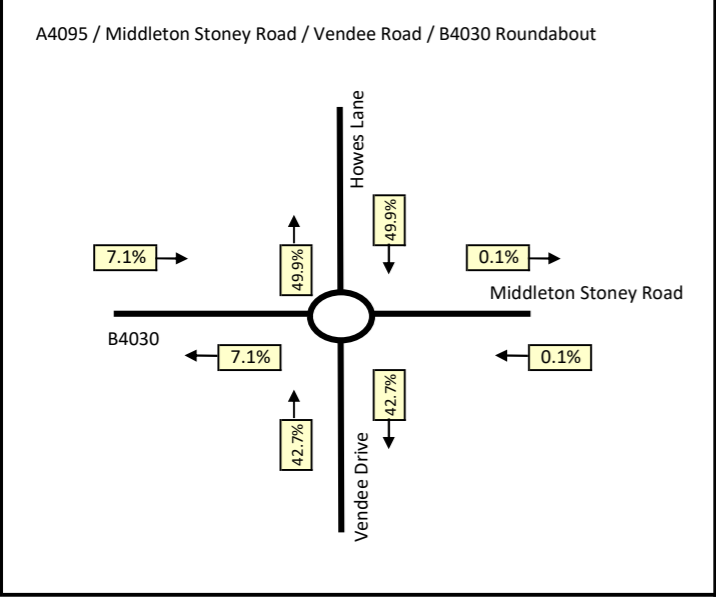 A4095 / Middleton Stoney Road / Vendee Road / B4030 Roundabout
Howes Lane
49.9%
49.9%
7.1%
0.1%
Middleton Stoney Road
B4030
7.1%
0.1%
42.7%
42.7%
Vendee Drive